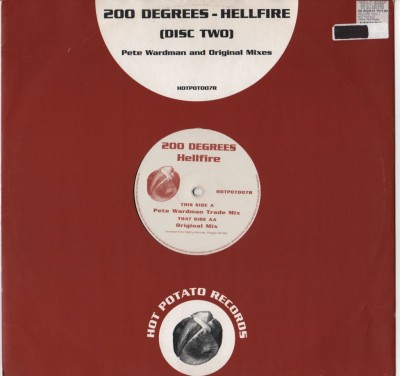 200 DEGREES - HELLFIRE
(DISC TWO)
Pete Wardman and Original Mixes
HOTPOT007R
200 DEGREES
Hellfire
HOTPOT007R
THIS SIDE A
Pete Wardman Trade Mix
THAT SIDE AA
Original Mix
HOT POTATO RECORDS